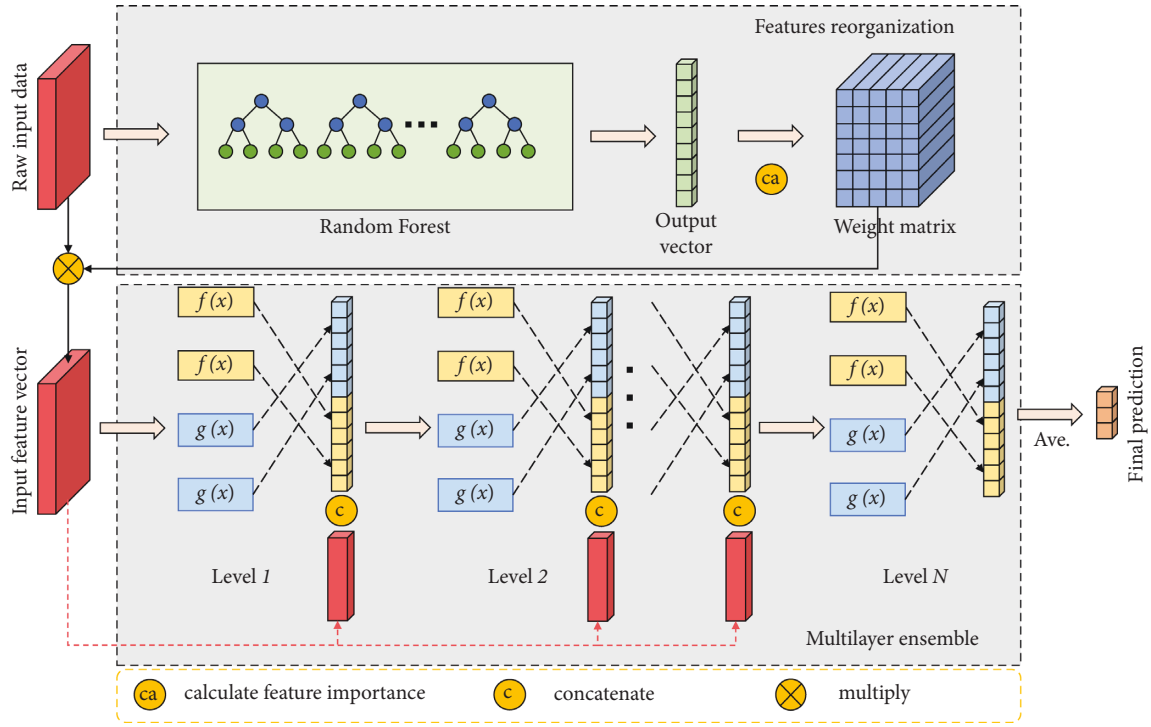 Features reorganization
Raw input data
Random Forest
Output
vector
ca
Weight matrix
Input feature vector
f(x)
f(x)
g(x)
g(x)
c
Level 1
f(x)
f(x)
g(x)
g(x)
c
Level 2
c
f(x)
f(x)
g(x)
g(x)
Level N
Ave.
Final prediction
Multilayer ensemble
ca calculate feature importance
c concatenate
multiply